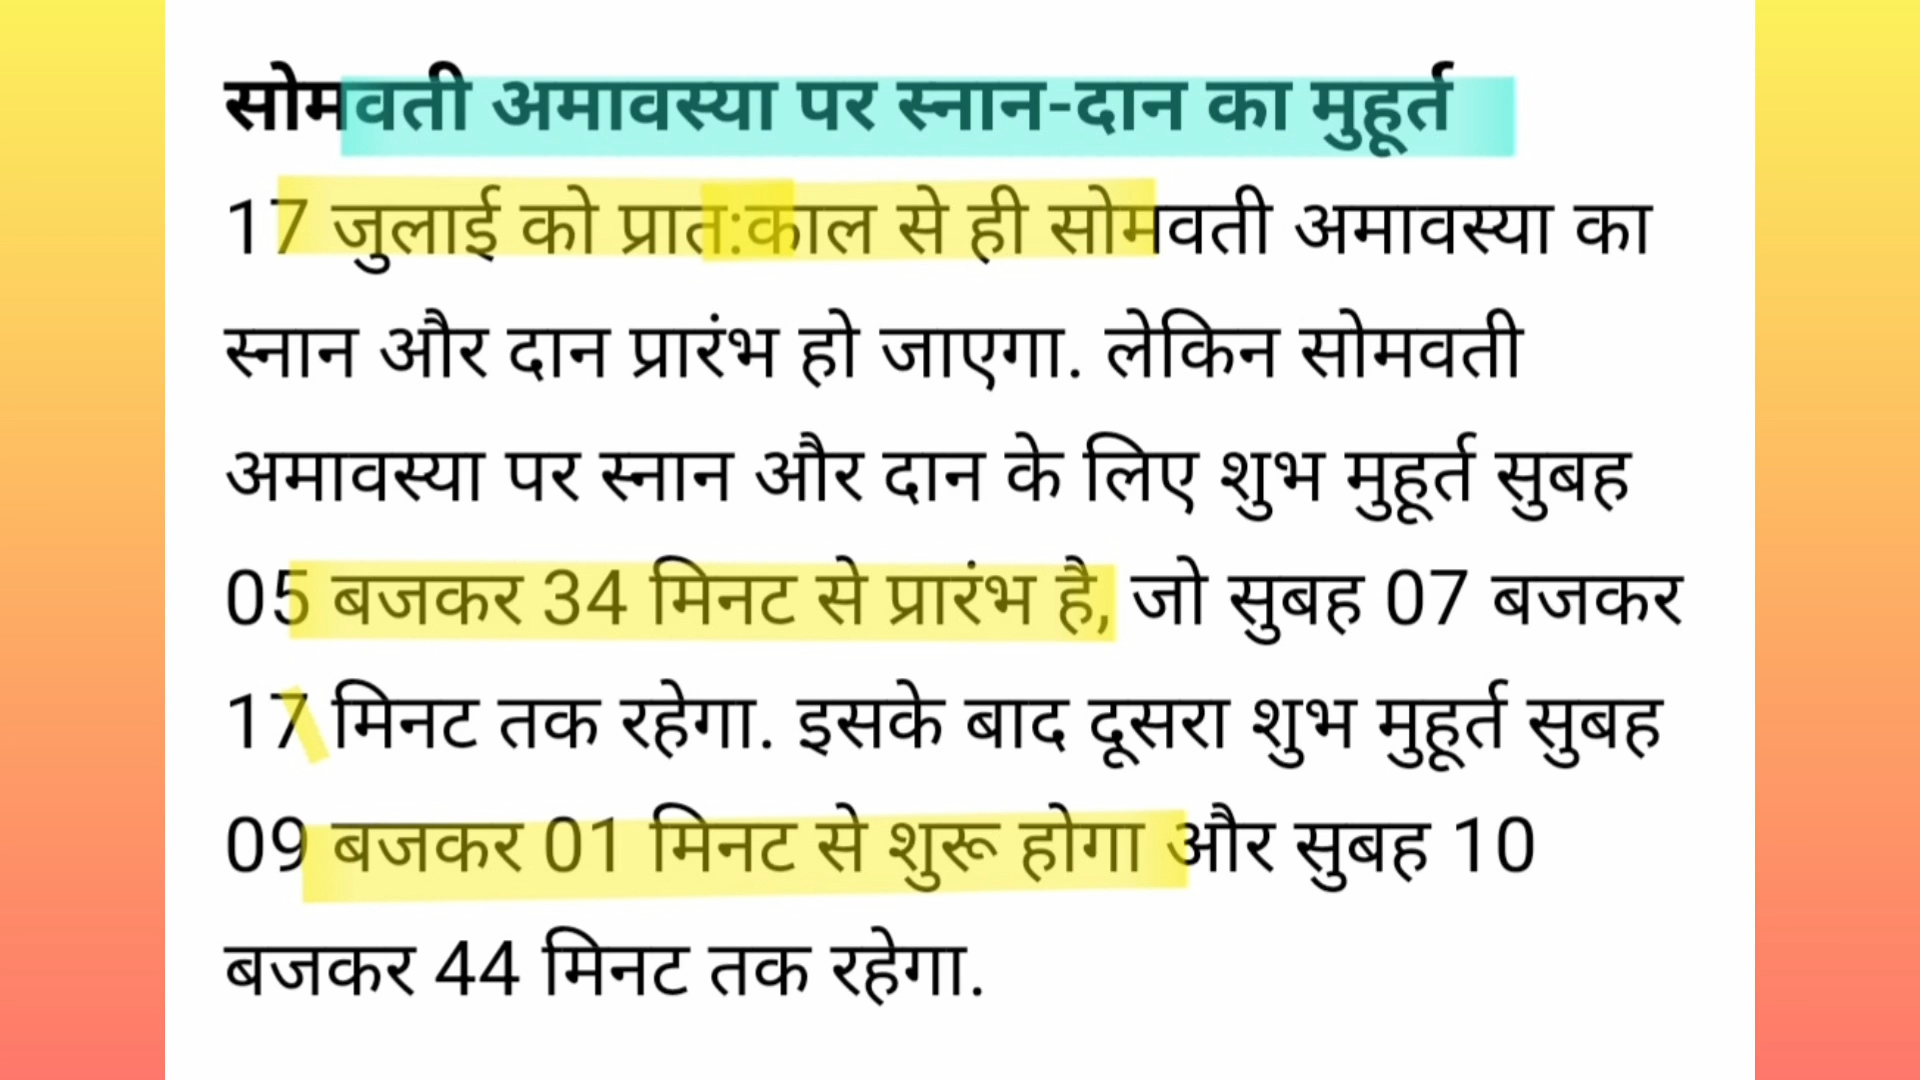 सोमवती अमावस्या पर स्नान-दान का मुहूर्त
17 जुलाई को प्रात:काल से ही सोमवती अमावस्या का
स्नान और दान प्रारंभ हो जाएगा. लेकिन सोमवती
अमावस्या पर स्नान और दान के लिए शुभ मुहूर्त सुबह
05 बजकर 34 मिनट से प्रारंभ है, जो सुबह 07 बजकर
17 मिनट तक रहेगा. इसके बाद दूसरा शुभ मुहूर्त सुबह
09 बजकर 01 मिनट से शुरू होगा और सुबह 10
बजकर 44 मिनट तक रहेगा.